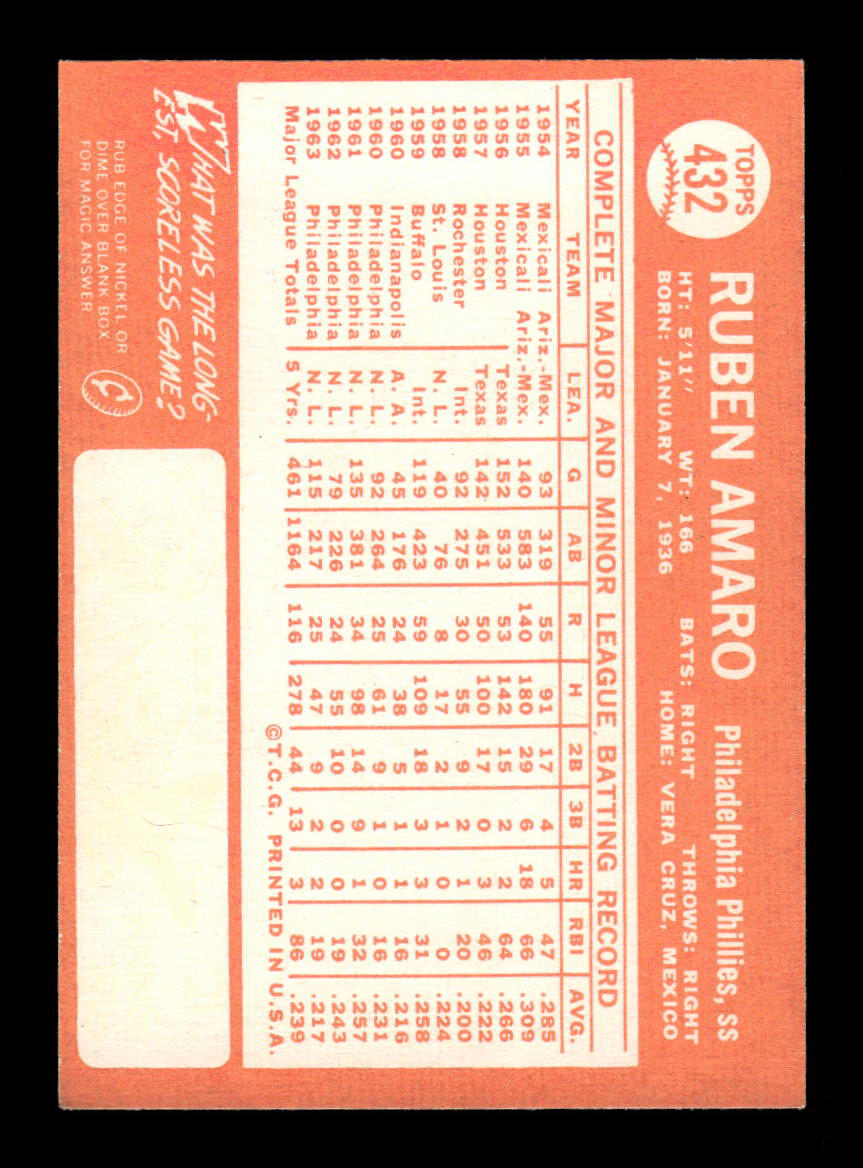 TOPPS
432
RUBEN AMARO Philadelphia Phillies, SS
HT: 5'11" WT: 166 BATS: RIGHT THROWS: RIGHT
BORN: JANUARY 7, 1936 HOME: VERA CRUZ, MEXICO
COMPLETE MAJOR AND MINOR LEAGUE BATTING RECORD
YEAR TEAM LEA. G AB R H 2B 3B HR RBI AVG.
1954 Mexicali Ariz.-Mex. 93 319 55 91 17 4 5 47 .285
1955 Mexicali Ariz.-Mex. 140 583 140 180 29 6 18 66 .309
1956 Houston Texas 152 533 53 142 15 2 2 64 .266
1957 Houston Texas 142 451 50 100 17 0 3 46 .222
1958 Rochester Int. 92 275 30 55 9 2 1 20 .200
1958 St. Louis N. L. 40 76 8 17 2 1 0 0 .224
1959 Buffalo Int. 119 423 59 109 18 3 3 31 .258
1960 Indianapolis A. A. 45 176 24 38 5 1 1 16 .216
1960 Philadelphia N. L. 92 264 25 61 9 1 0 16 .231
1961 Philadelphia N. L. 135 381 34 98 14 9 1 32 .257
1962 Philadelphia N. L. 79 226 24 55 10 0 0 19 .243
1963 Philadelphia N. L. 115 217 25 47 9 2 2 19 .217
Major League Totals 5 Yrs. 461 1164 116 278 44 13 3 86 .239
©T.C.G. PRINTED IN U.S.A.
WHAT WAS THE LONG-
EST, SCORELESS GAME?
RUB EDGE OF NICKEL OR
DIME OVER BLANK BOX
FOR MAGIC ANSWER